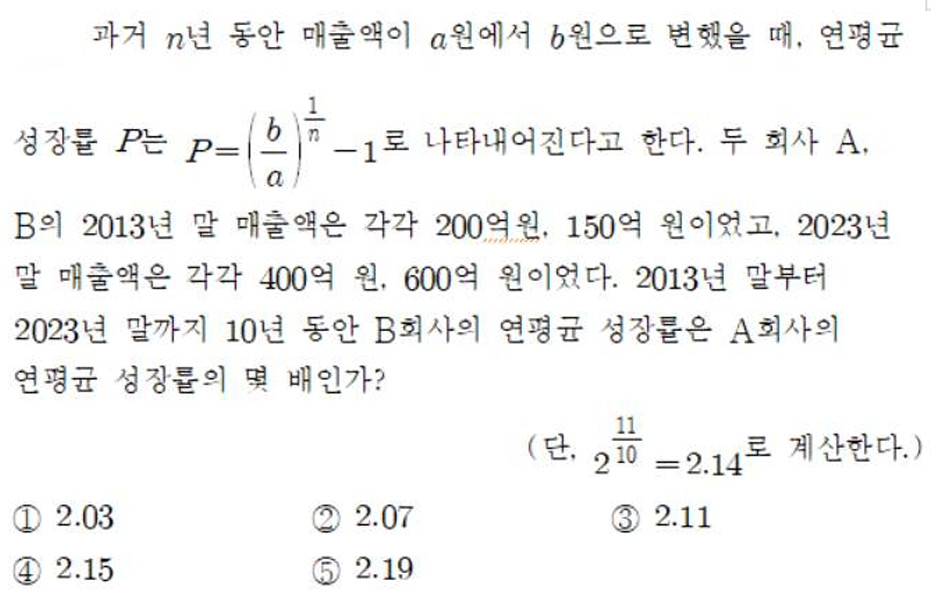 과거 n년 동안 매출액이 a원에서 b원으로 변했을 때, 연평균
성장률 P는 P=(b/a)^(1/n)-1로 나타내어진다고 한다. 두 회사 A,
B의 2013년 말 매출액은 각각 200억원, 150억 원이었고, 2023년
말 매출액은 각각 400억 원, 600억 원이었다. 2013년 말부터
2023년 말까지 10년 동안 B회사의 연평균 성장률은 A회사의
연평균 성장률의 몇 배인가?
(단, 2^(11/10)=2.14로 계산한다.)
① 2.03 ② 2.07 ③ 2.11
④ 2.15 ⑤ 2.19